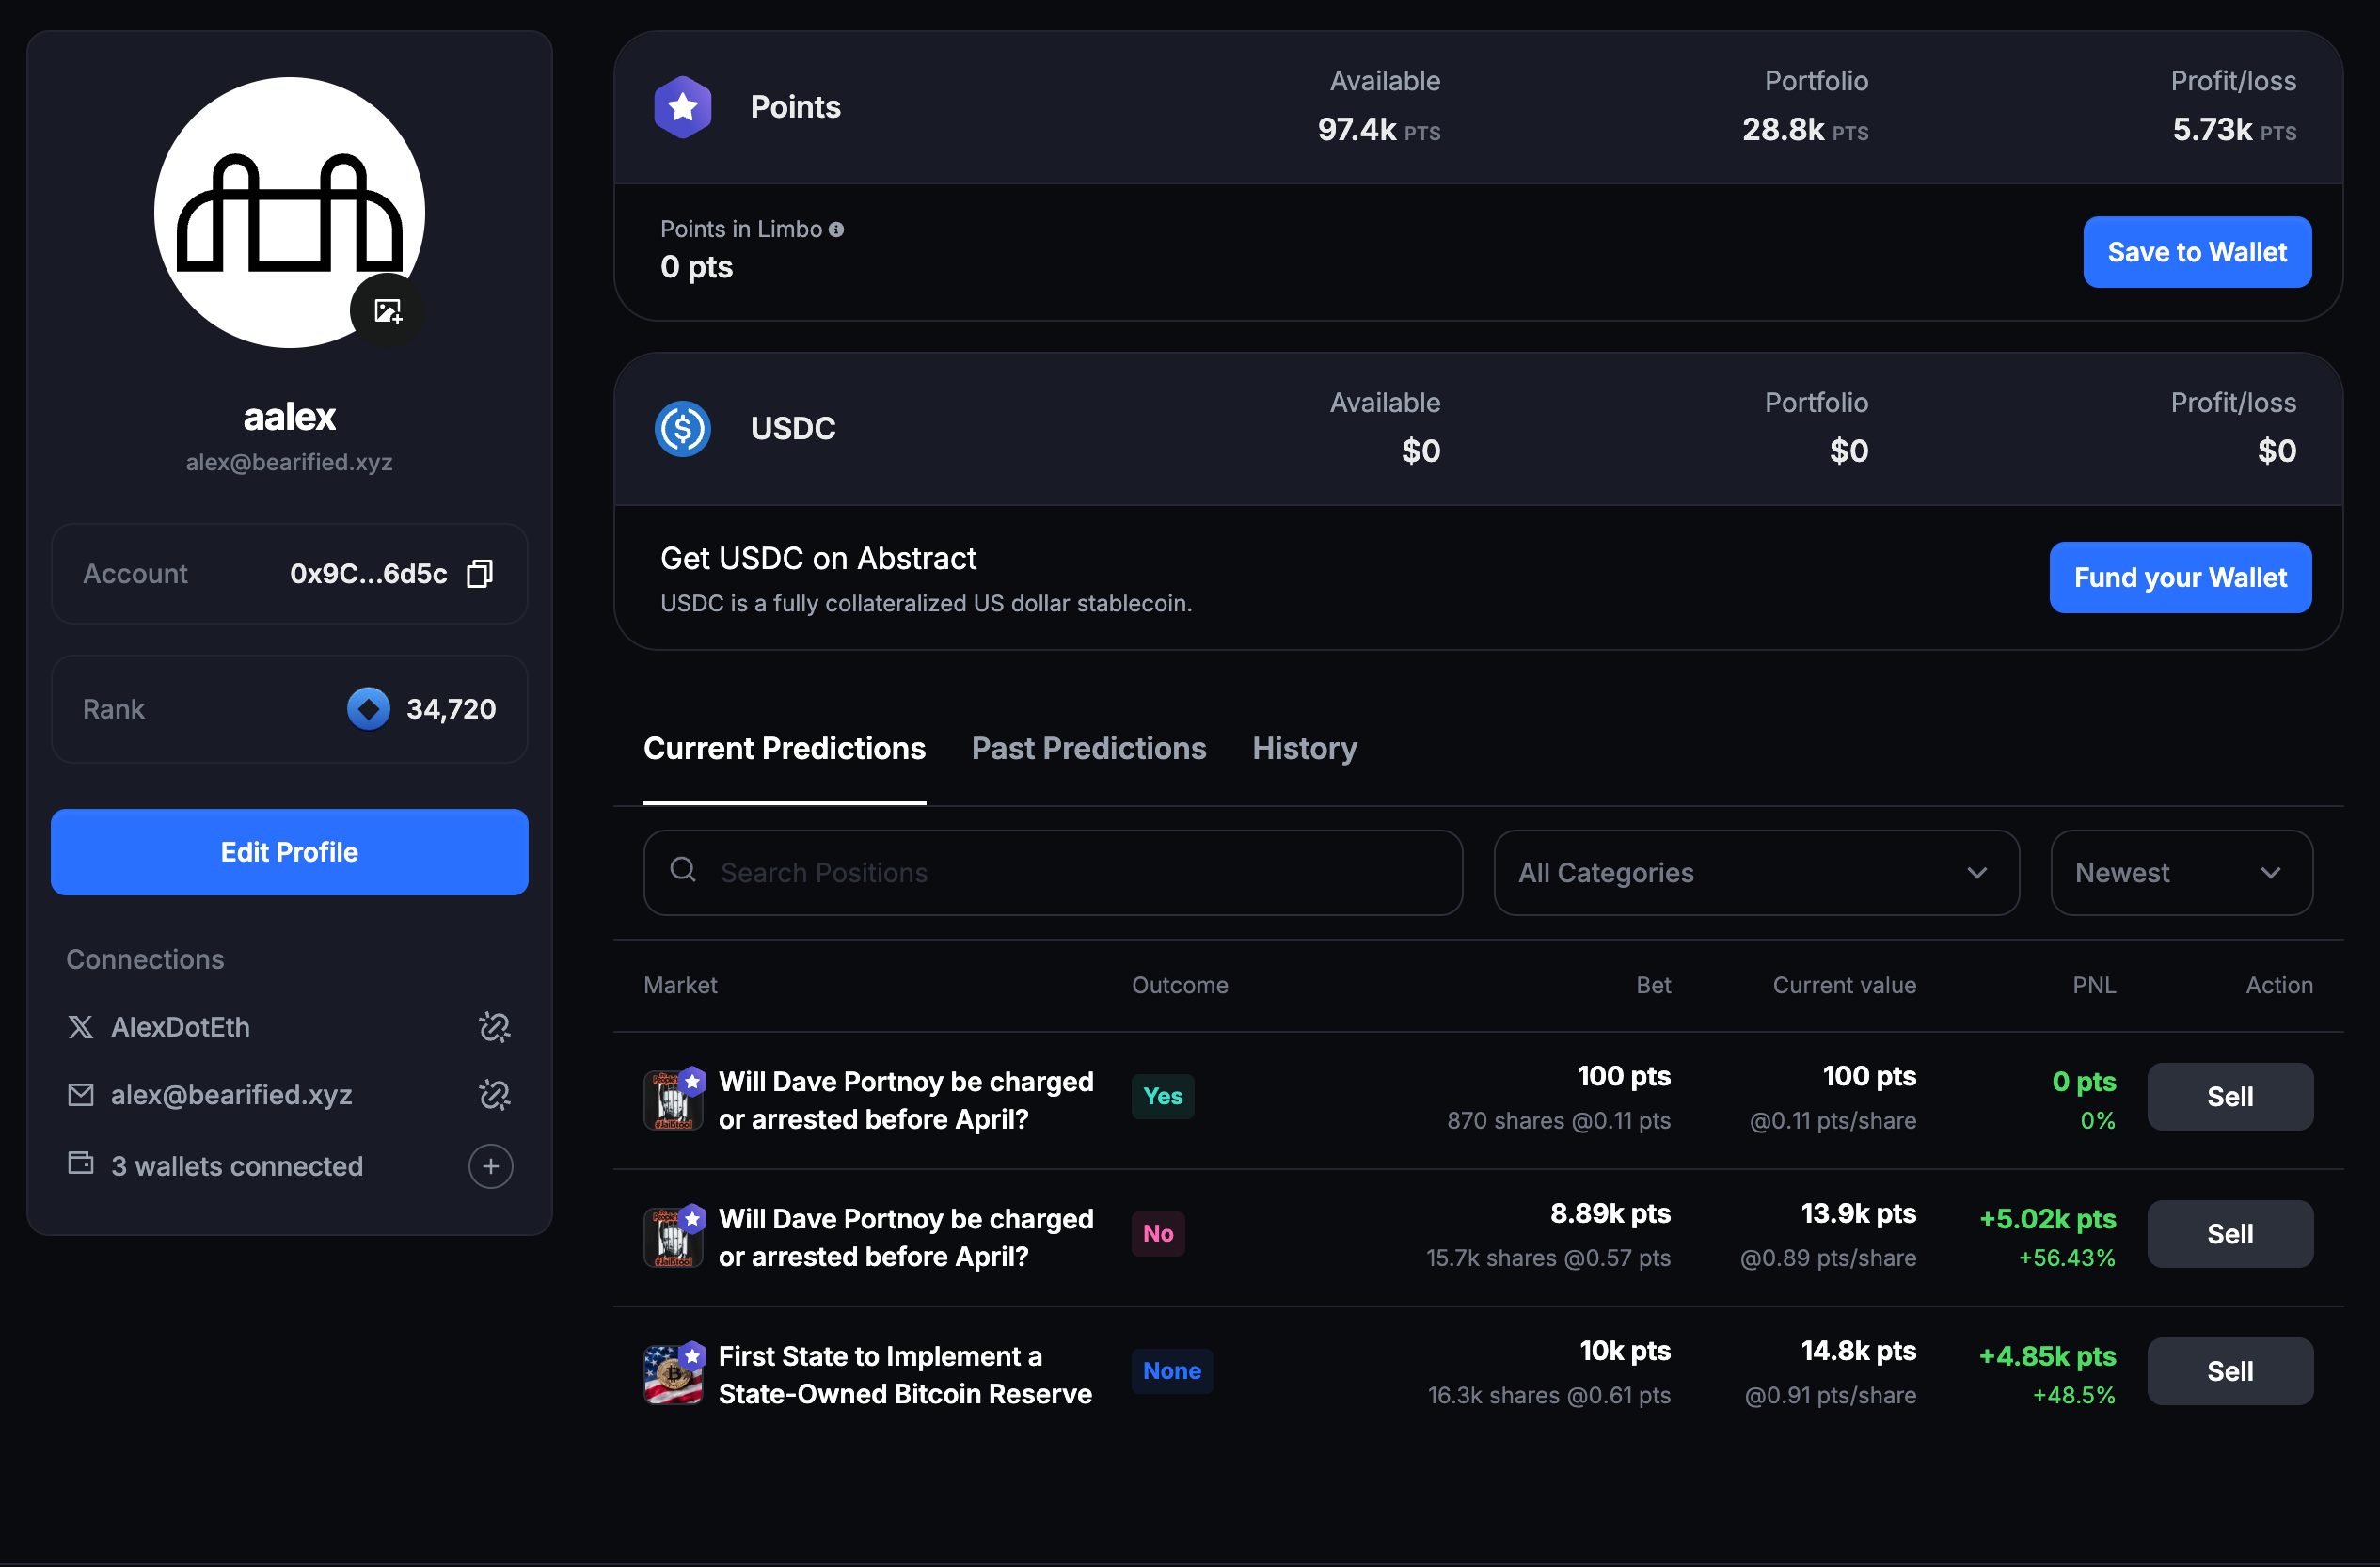 aalex
alex@bearified.xyz
Account 0x9C...6d5c
Rank 34,720
Edit Profile
Connections
AlexDotEth
alex@bearified.xyz
3 wallets connected
Points
Available
97.4k PTS
Portfolio
28.8k PTS
Profit/loss
5.73k PTS
Points in Limbo
0 pts
Save to Wallet
USDC
Available
$0
Portfolio
$0
Profit/loss
$0
Get USDC on Abstract
USDC is a fully collateralized US dollar stablecoin.
Fund your Wallet
Current Predictions Past Predictions History
Search Positions All Categories Newest
Market Outcome Bet Current value PNL Action
Will Dave Portnoy be charged
or arrested before April?
Yes
100 pts
870 shares @0.11 pts
100 pts
@0.11 pts/share
0 pts
0%
Sell
Will Dave Portnoy be charged
or arrested before April?
No
8.89k pts
15.7k shares @0.57 pts
13.9k pts
@0.89 pts/share
+5.02k pts
+56.43%
Sell
First State to Implement a
State-Owned Bitcoin Reserve
None
10k pts
16.3k shares @0.61 pts
14.8k pts
@0.91 pts/share
+4.85k pts
+48.5%
Sell